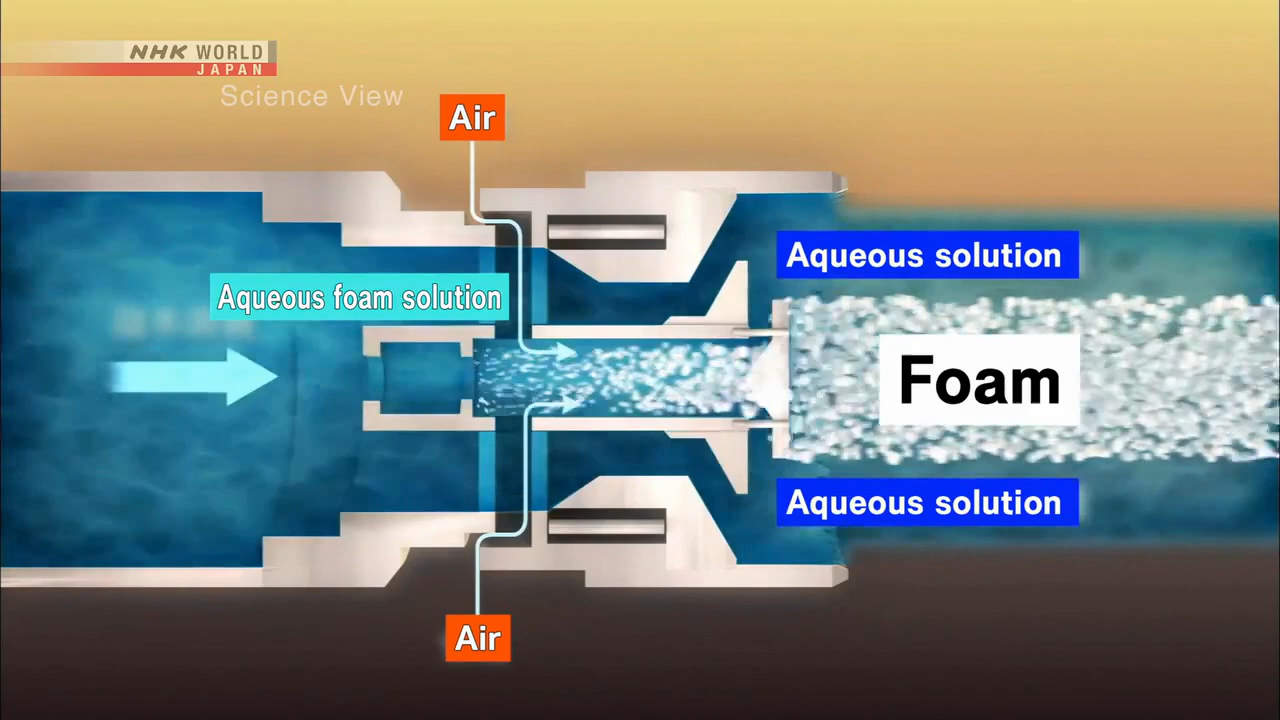 NHK WORLD
JAPAN
Science View
Air
Aqueous solution
Aqueous foam solution
Foam
Aqueous solution
Air